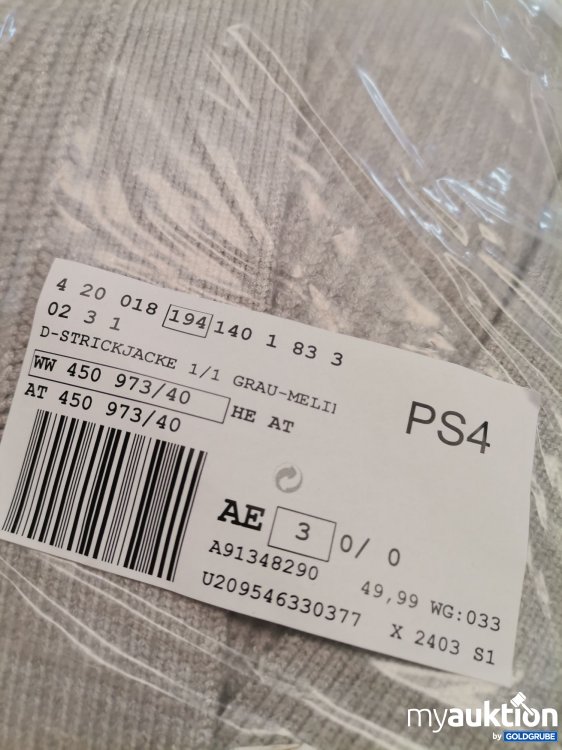 4 20 018 194 140 1 83 3
02 3 1
D-STRICKJACKE 1/1 GRAU-MELI
WW 450 973/40 HE AT
AT 450 973/40
PS4
AE 3 0/ 0
A91348290 49,99 WG:033
U209546330377 X 2403 S1
myauktion
by GOLDGRUBE